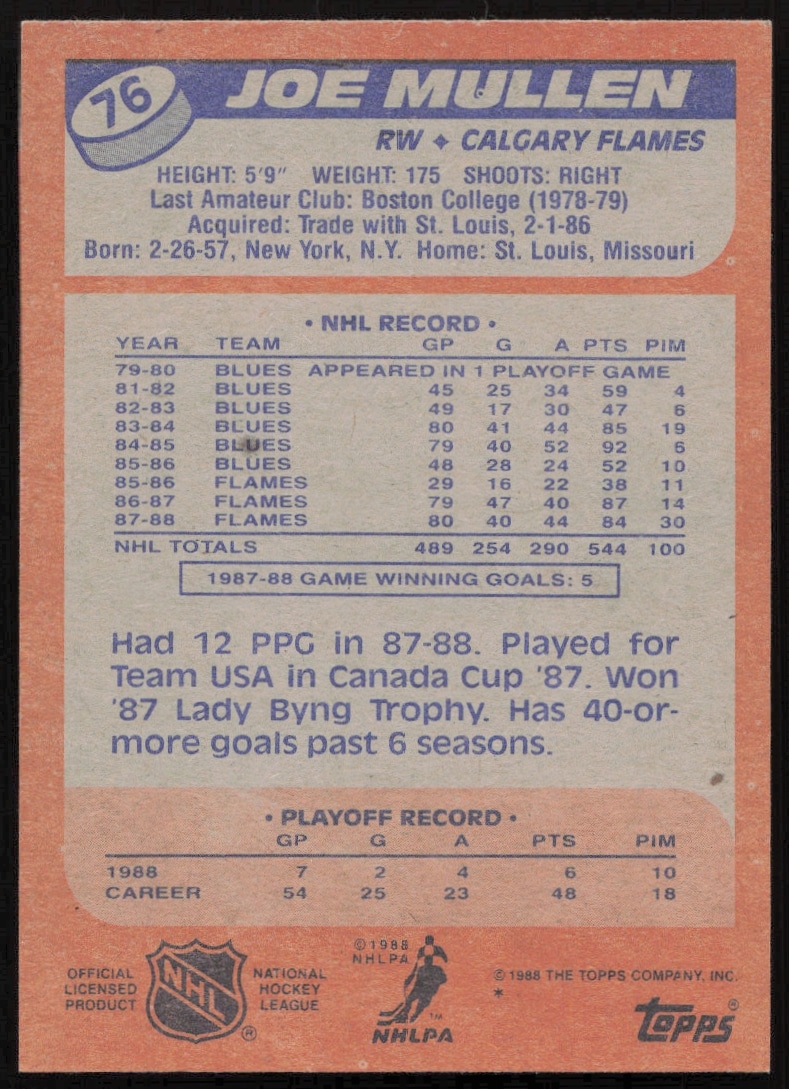 76
JOE MULLEN
RW ✦ CALGARY FLAMES
HEIGHT: 5'9" WEIGHT: 175 SHOOTS: RIGHT
Last Amateur Club: Boston College (1978-79)
Acquired: Trade with St. Louis, 2-1-86
Born: 2-26-57, New York, N.Y. Home: St. Louis, Missouri
• NHL RECORD •
YEAR TEAM GP G A PTS PIM
79-80 BLUES APPEARED IN 1 PLAYOFF GAME
81-82 BLUES 45 25 34 59 4
82-83 BLUES 49 17 30 47 6
83-84 BLUES 80 41 44 85 19
84-85 BLUES 79 40 52 92 6
85-86 BLUES 48 28 24 52 10
85-86 FLAMES 29 16 22 38 11
86-87 FLAMES 79 47 40 87 14
87-88 FLAMES 80 40 44 84 30
NHL TOTALS 489 254 290 544 100
1987-88 GAME WINNING GOALS: 5
Had 12 PPG in 87-88. Played for
Team USA in Canada Cup '87. Won
'87 Lady Byng Trophy. Has 40-or-
more goals past 6 seasons.
• PLAYOFF RECORD •
GP G A PTS PIM
1988 7 2 4 6 10
CAREER 54 25 23 48 18
OFFICIAL
LICENSED
PRODUCT
NHL
®
NATIONAL
HOCKEY
LEAGUE
©1988
NHLPA
™
NHLPA
© 1988 THE TOPPS COMPANY, INC.
*
topps®